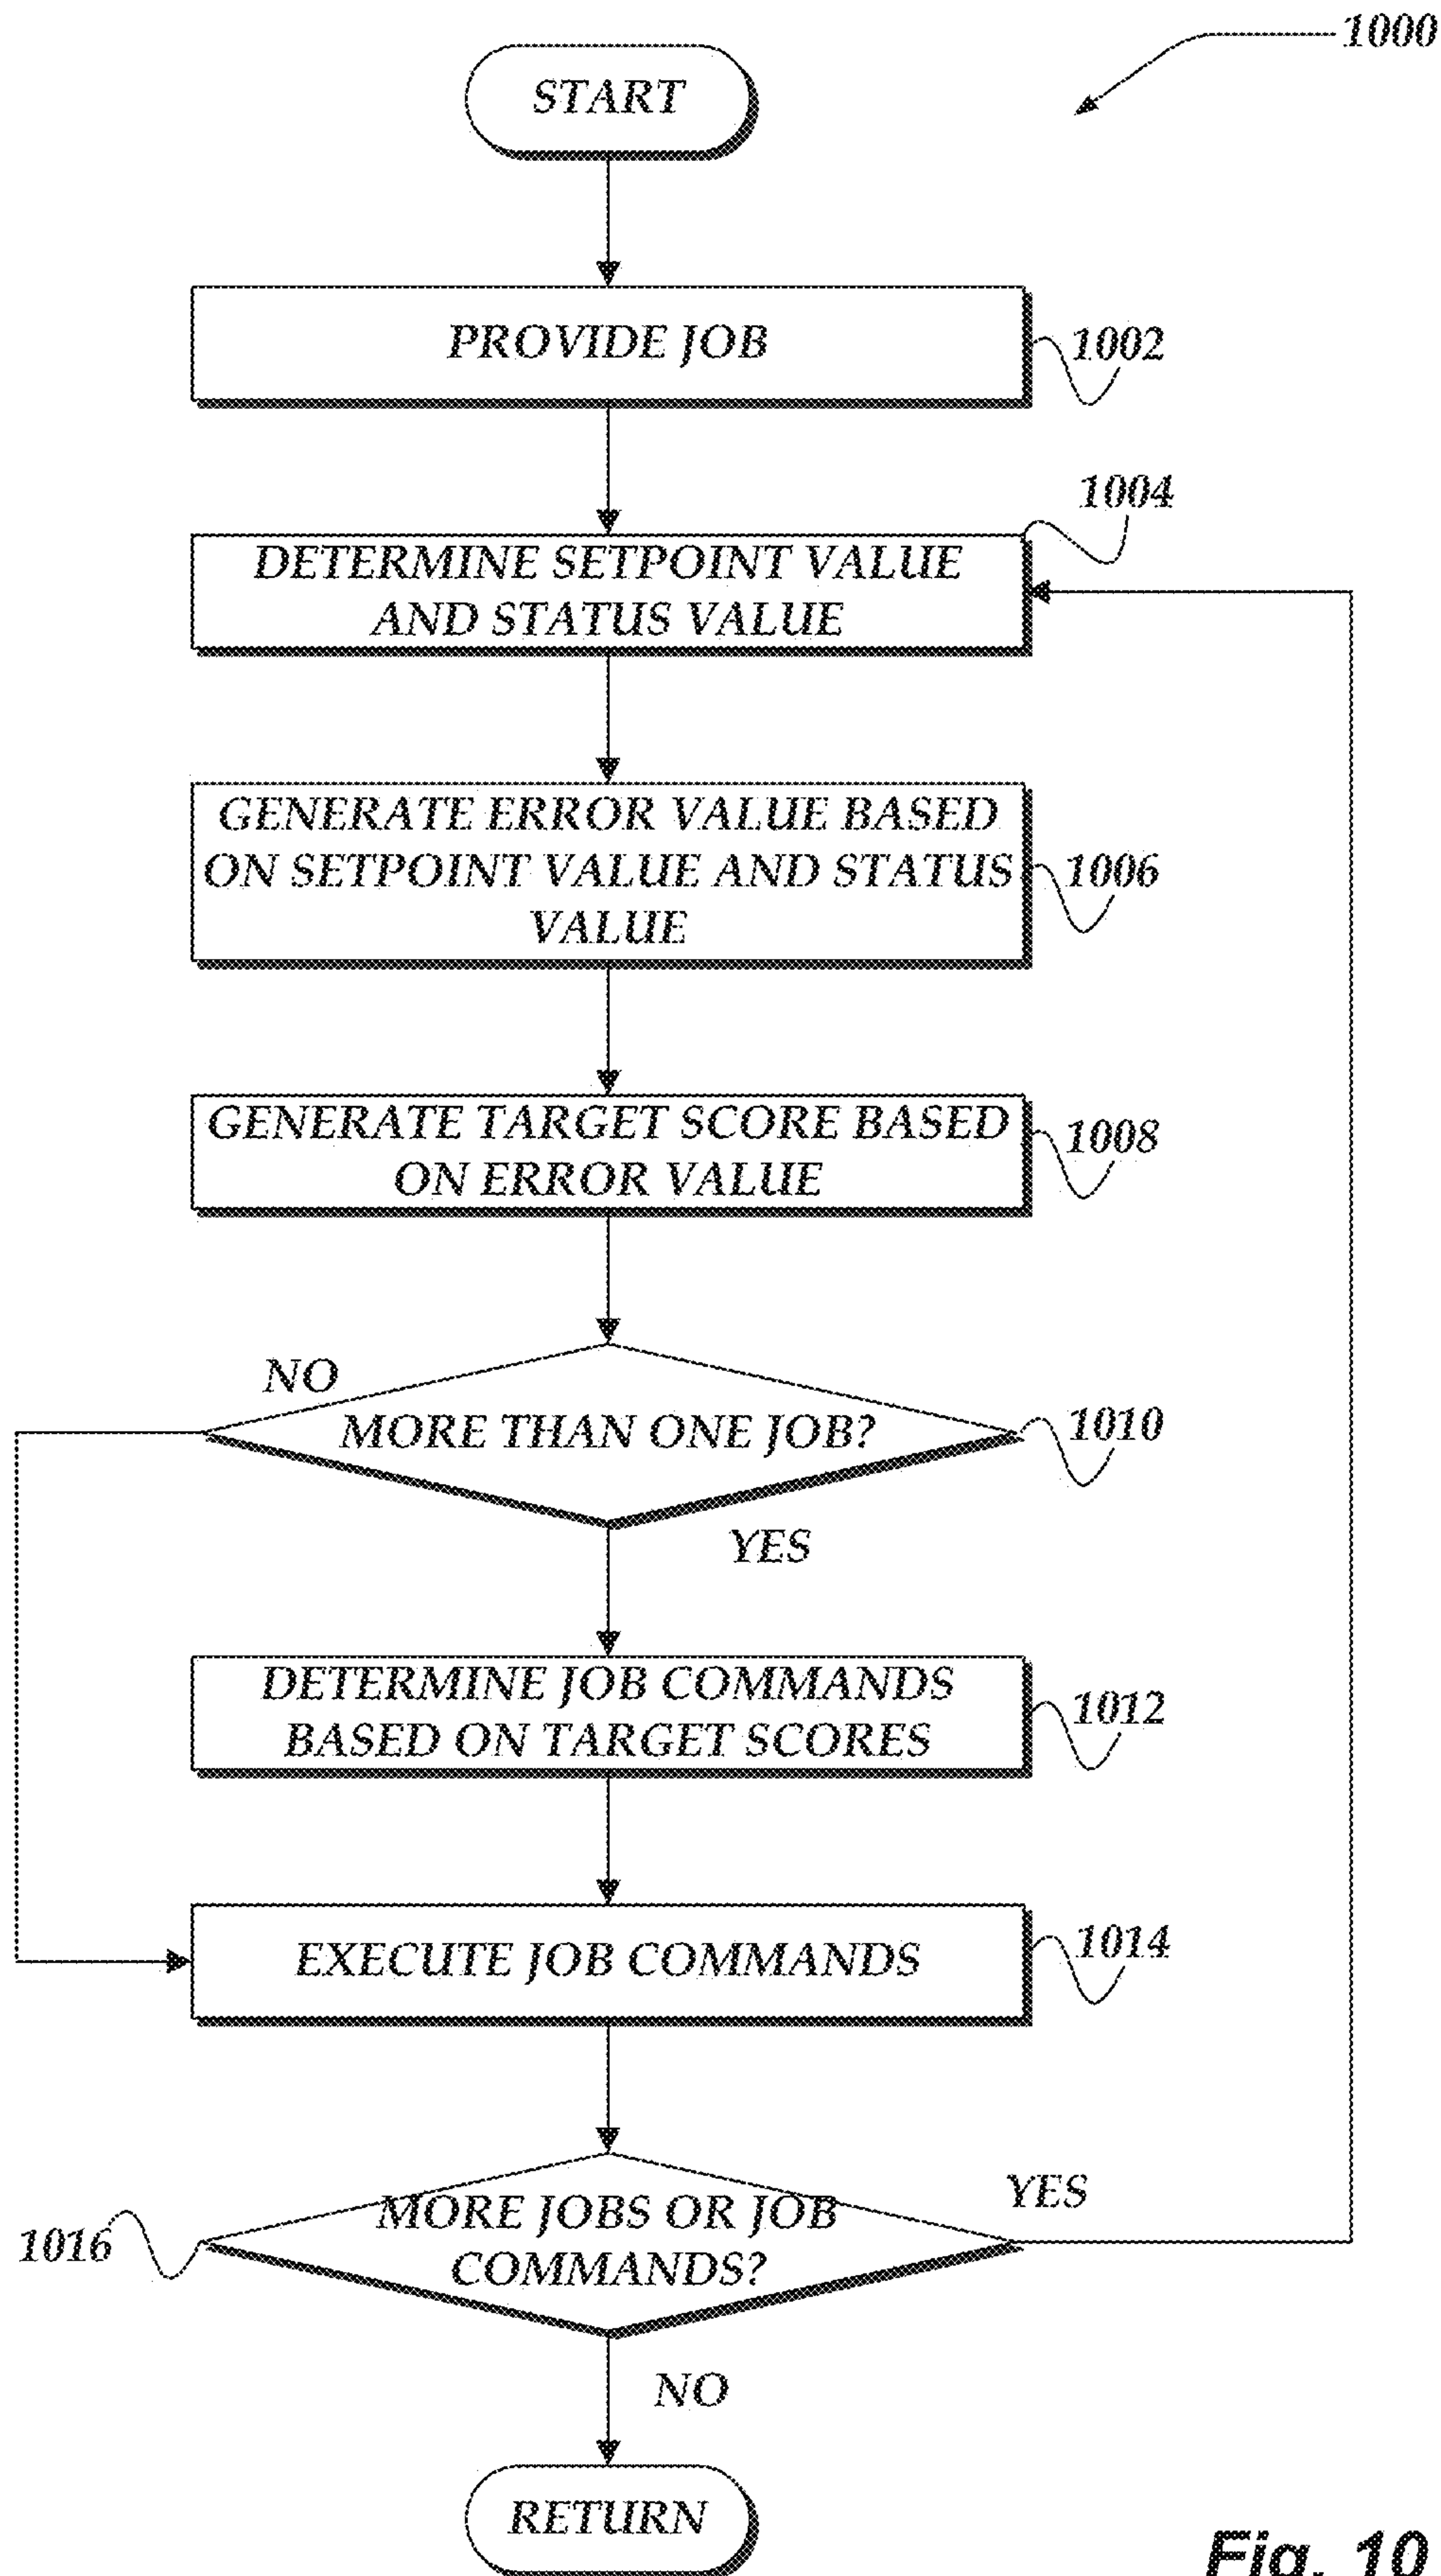 1000
START
PROVIDE JOB
1002
1004
DETERMINE SETPOINT VALUE
AND STATUS VALUE
GENERATE ERROR VALUE BASED
ON SETPOINT VALUE AND STATUS
VALUE
1006
GENERATE TARGET SCORE BASED
ON ERROR VALUE
1008
NO
MORE THAN ONE JOB?
1010
YES
DETERMINE JOB COMMANDS
BASED ON TARGET SCORES
1012
EXECUTE JOB COMMANDS
1014
MORE JOBS OR JOB
COMMANDS?
YES
1016
NO
RETURN
Fig. 10